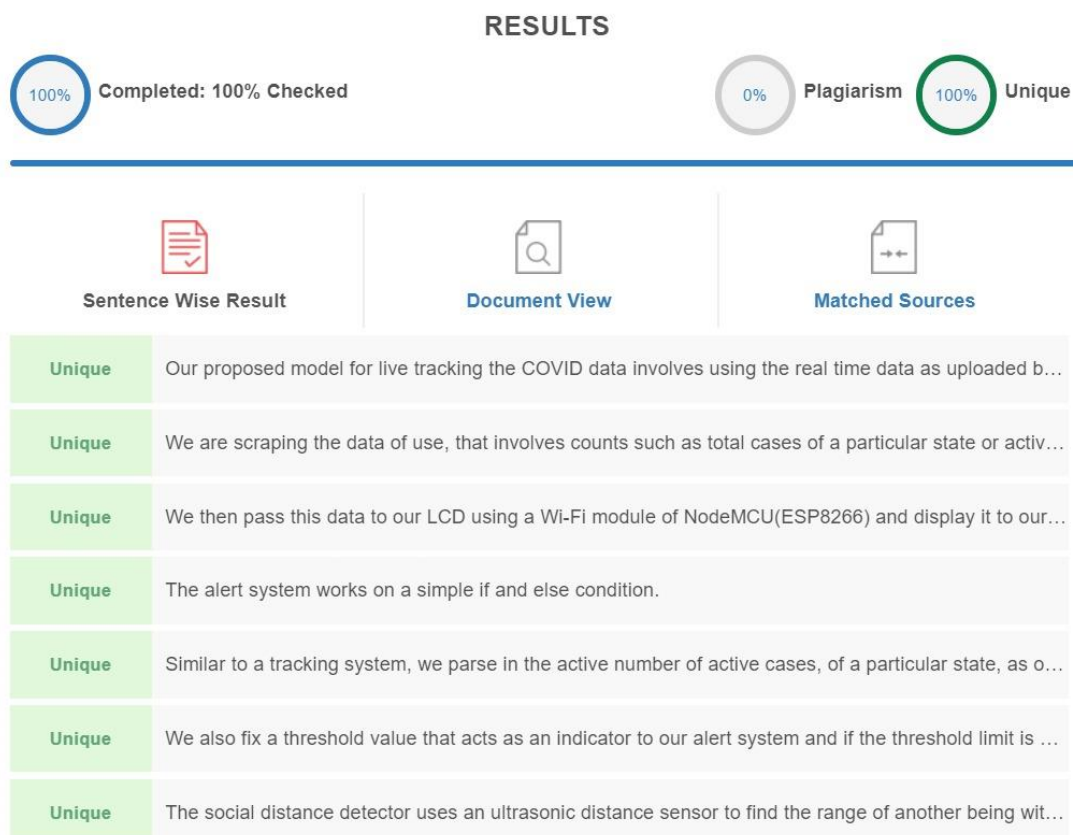 RESULTS
100% Completed: 100% Checked 0% Plagiarism 100% Unique
Sentence Wise Result Document View Matched Sources
Unique Our proposed model for live tracking the COVID data involves using the real time data as uploaded b...
Unique We are scraping the data of use, that involves counts such as total cases of a particular state or activ...
Unique We then pass this data to our LCD using a Wi-Fi module of NodeMCU(ESP8266) and display it to our...
Unique The alert system works on a simple if and else condition.
Unique Similar to a tracking system, we parse in the active number of active cases, of a particular state, as o...
Unique We also fix a threshold value that acts as an indicator to our alert system and if the threshold limit is ...
Unique The social distance detector uses an ultrasonic distance sensor to find the range of another being wit...